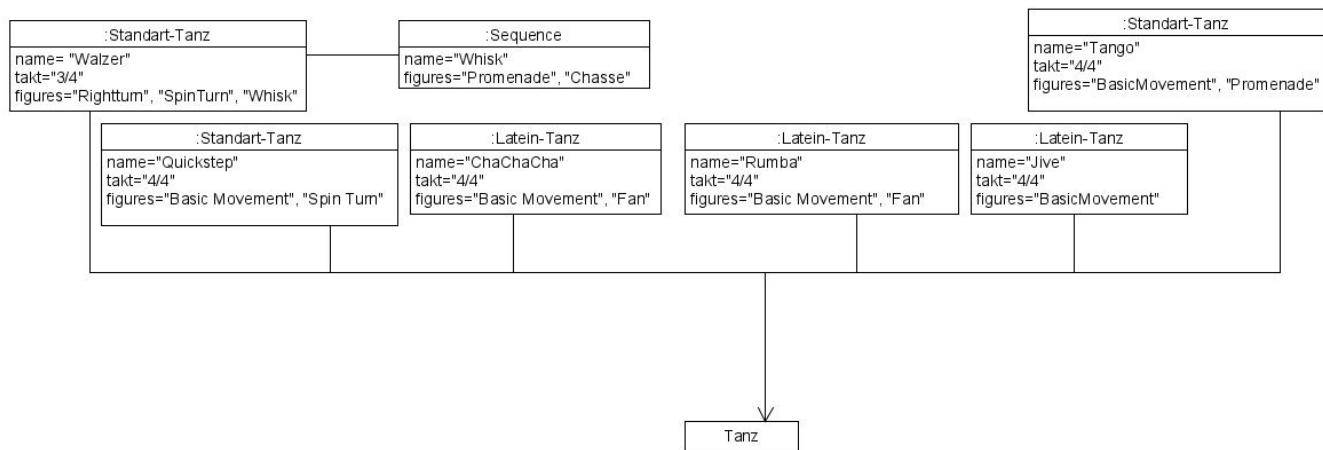 :Standart-Tanz
name= "Walzer"
takt="3/4"
figures="Rightturn", "SpinTurn", "Whisk"
:Sequence
name="Whisk"
figures="Promenade", "Chasse"
:Standart-Tanz
name="Tango"
takt="4/4"
figures="BasicMovement", "Promenade"
:Standart-Tanz
name="Quickstep"
takt="4/4"
figures="Basic Movement", "Spin Turn"
:Latein-Tanz
name="ChaChaCha"
takt="4/4"
figures="Basic Movement", "Fan"
:Latein-Tanz
name="Rumba"
takt="4/4"
figures="Basic Movement", "Fan"
:Latein-Tanz
name="Jive"
takt="4/4"
figures="BasicMovement"
Tanz